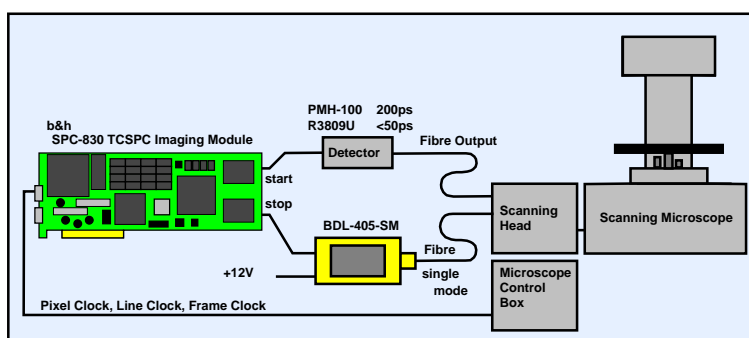 b&h
SPC-830 TCSPC Imaging Module
PMH-100 200ps
R3809U <50ps
Detector
Fibre Output
start
stop
BDL-405-SM
+12V
Fibre
single
mode
Scanning
Head
Scanning Microscope
Microscope
Control
Box
Pixel Clock, Line Clock, Frame Clock